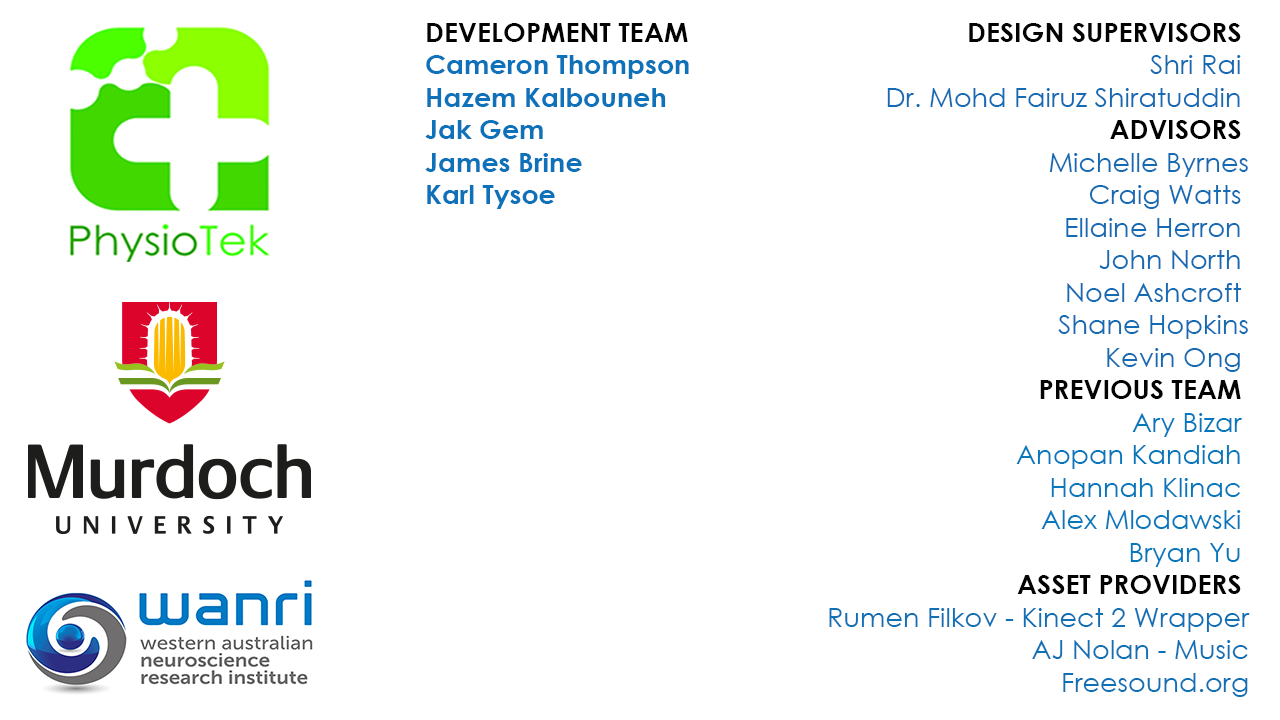 PhysioTek
Murdoch
UNIVERSITY
wanri
western australian
neuroscience
research institute
DEVELOPMENT TEAM
Cameron Thompson
Hazem Kalbouneh
Jak Gem
James Brine
Karl Tysoe
DESIGN SUPERVISORS
Shri Rai
Dr. Mohd Fairuz Shiratuddin
ADVISORS
Michelle Byrnes
Craig Watts
Ellaine Herron
John North
Noel Ashcroft
Shane Hopkins
Kevin Ong
PREVIOUS TEAM
Ary Bizar
Anopan Kandiah
Hannah Klinac
Alex Mlodawski
Bryan Yu
ASSET PROVIDERS
Rumen Filkov - Kinect 2 Wrapper
AJ Nolan - Music
Freesound.org